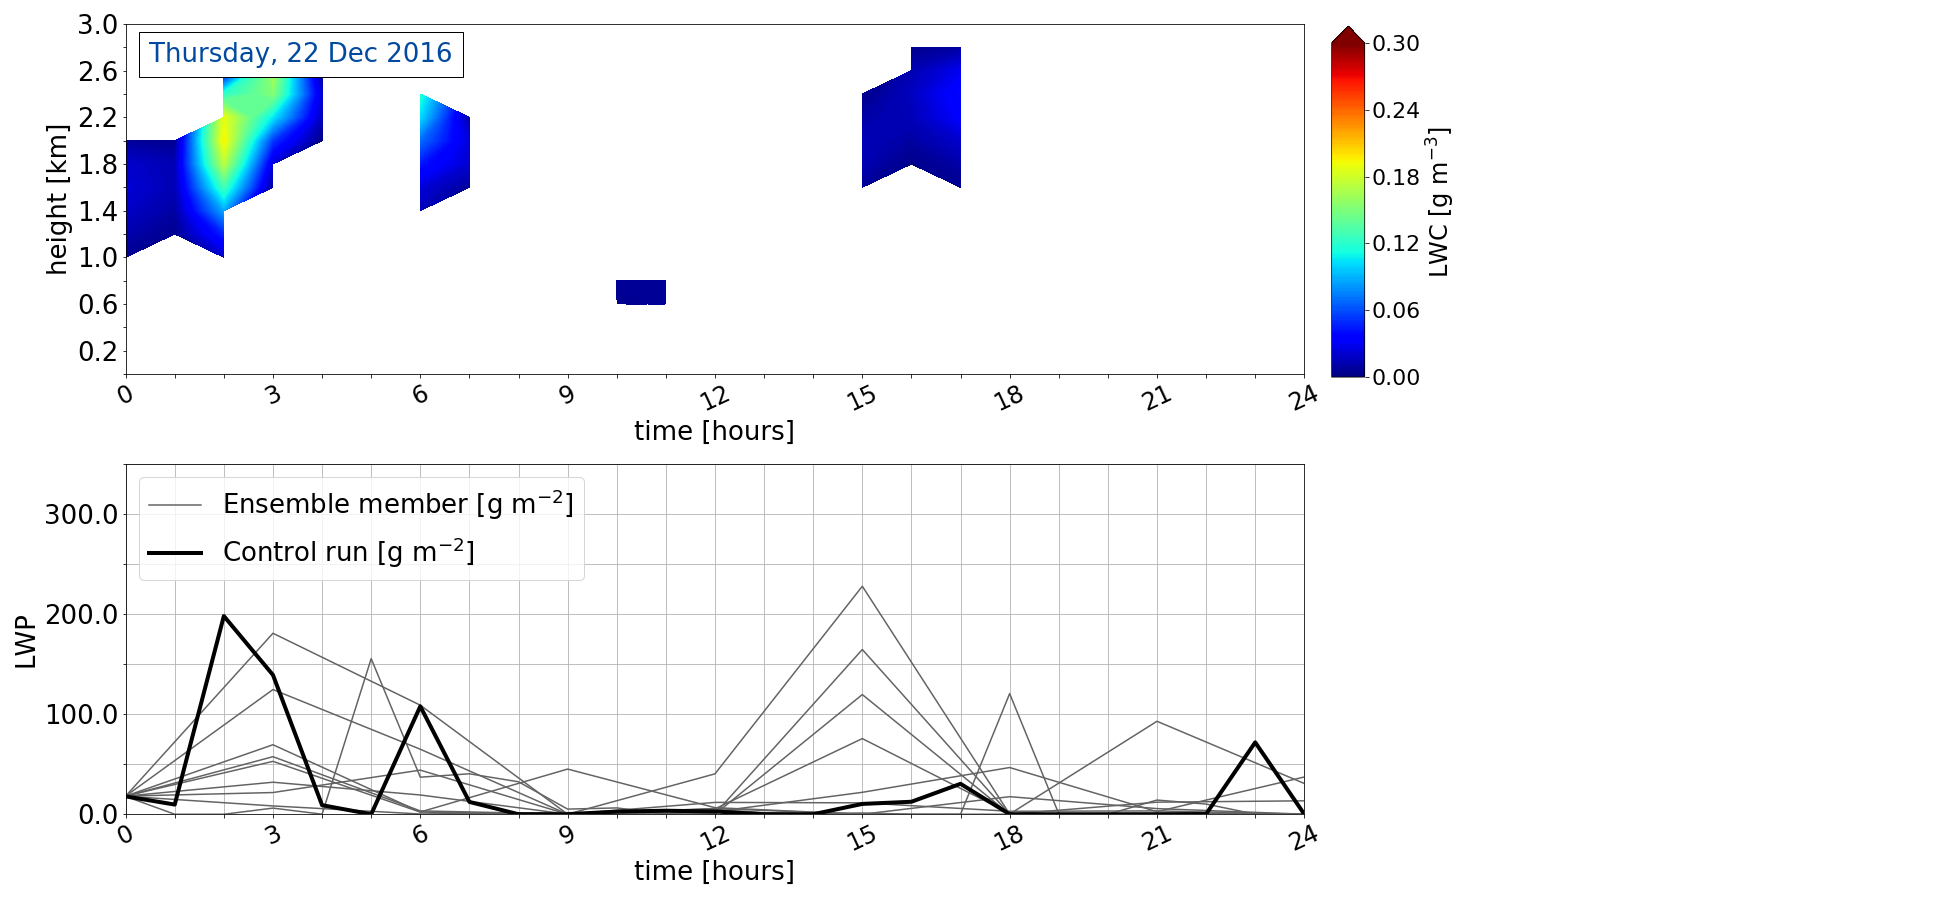 3.0
2.6
2.2
1.8
1.4
1.0
0.6
0.2
height [km]
Thursday, 22 Dec 2016
0 3 6 9 12 15 18 21 24
time [hours]
0.30
0.24
0.18
0.12
0.06
0.00
LWC [g m⁻³]
300.0
200.0
100.0
0.0
LWP
Ensemble member [g m⁻²]
Control run [g m⁻²]
0 3 6 9 12 15 18 21 24
time [hours]